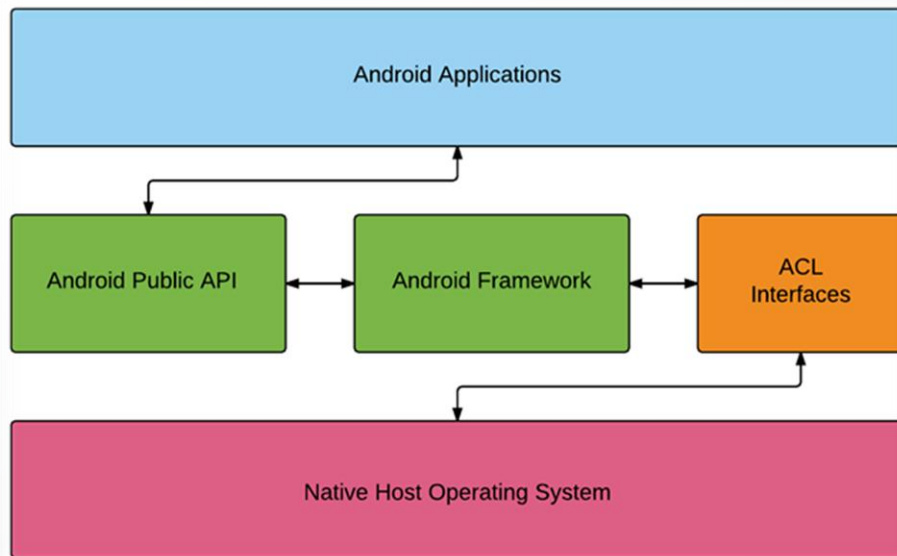 Android Applications
Android Public API
Android Framework
ACL
Interfaces
Native Host Operating System